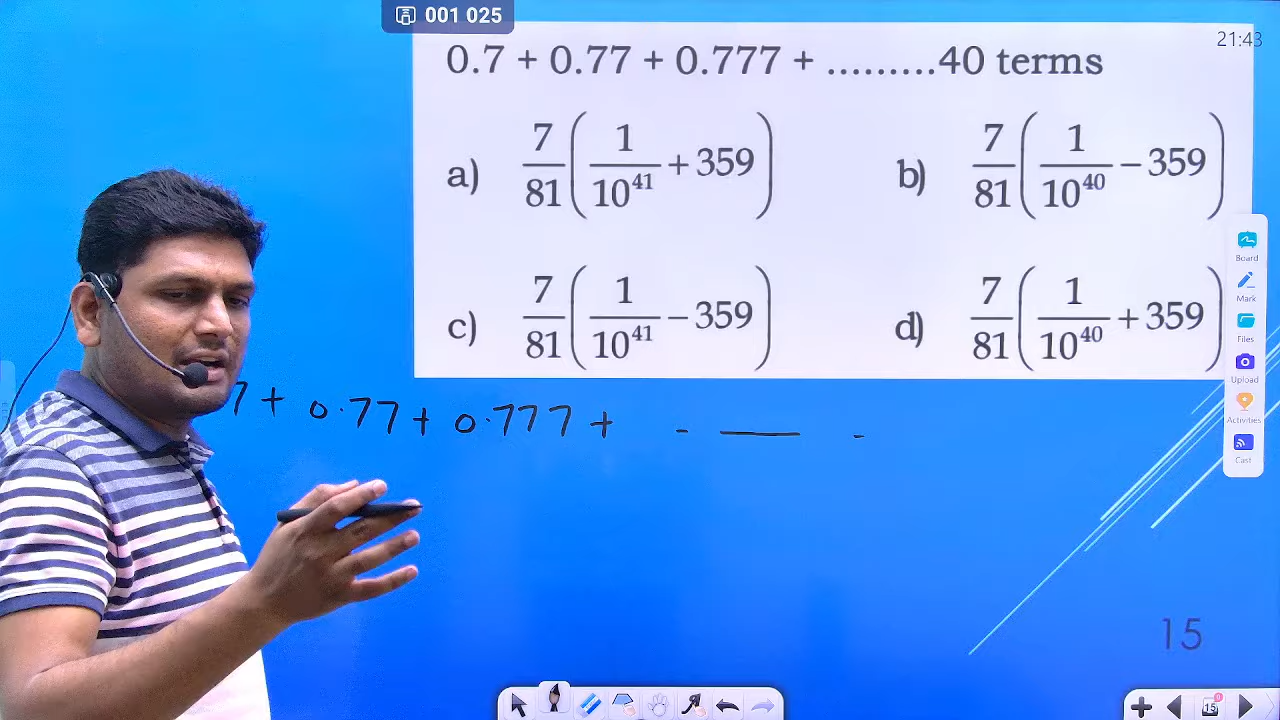 001 025
21:43
0.7 + 0.77 + 0.777 + .........40 terms
a) 7/81 (1/10^41 + 359)
b) 7/81 (1/10^40 − 359)
c) 7/81 (1/10^41 − 359)
d) 7/81 (1/10^40 + 359)
7 + 0.77 + 0.777 + - — -
Board
Mark
Files
Upload
Activities
Cast
15
15